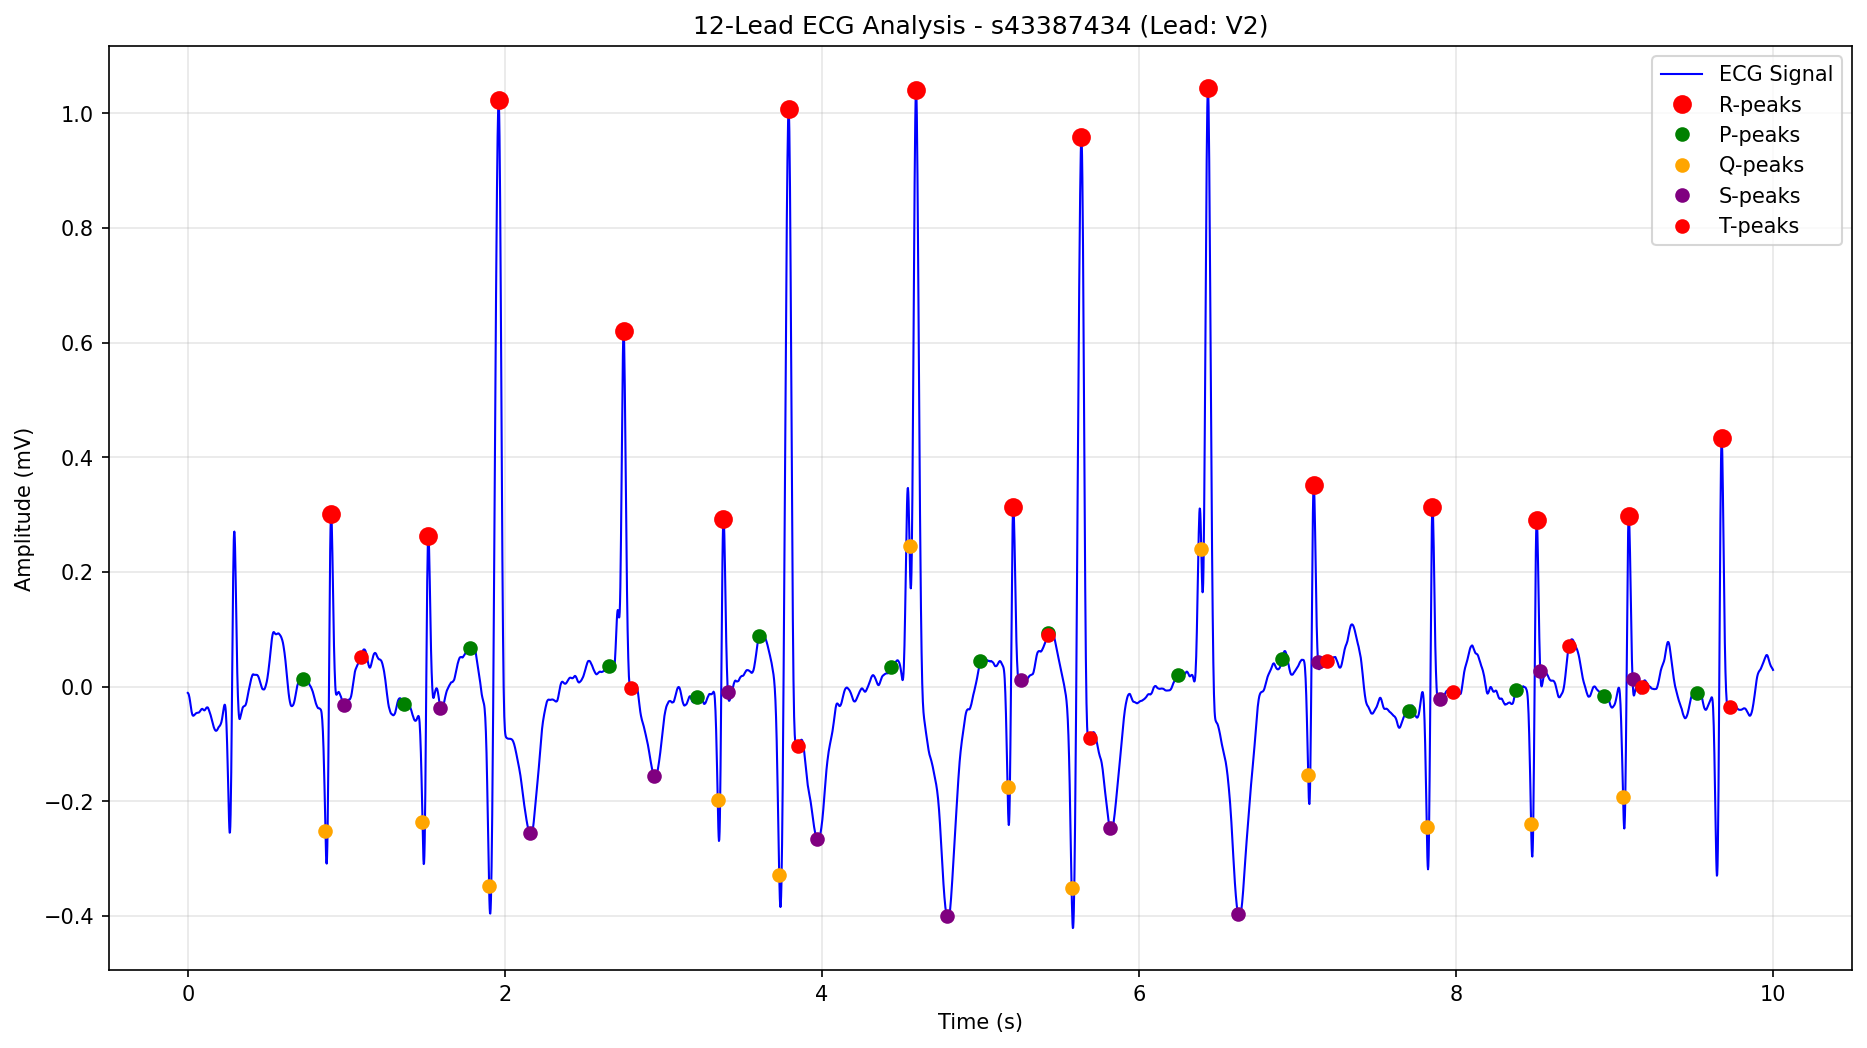 12-Lead ECG Analysis - s43387434 (Lead: V2)
ECG Signal
R-peaks
P-peaks
Q-peaks
S-peaks
T-peaks
Amplitude (mV)
1.0
0.8
0.6
0.4
0.2
0.0
−0.2
−0.4
0 2 4 6 8 10
Time (s)